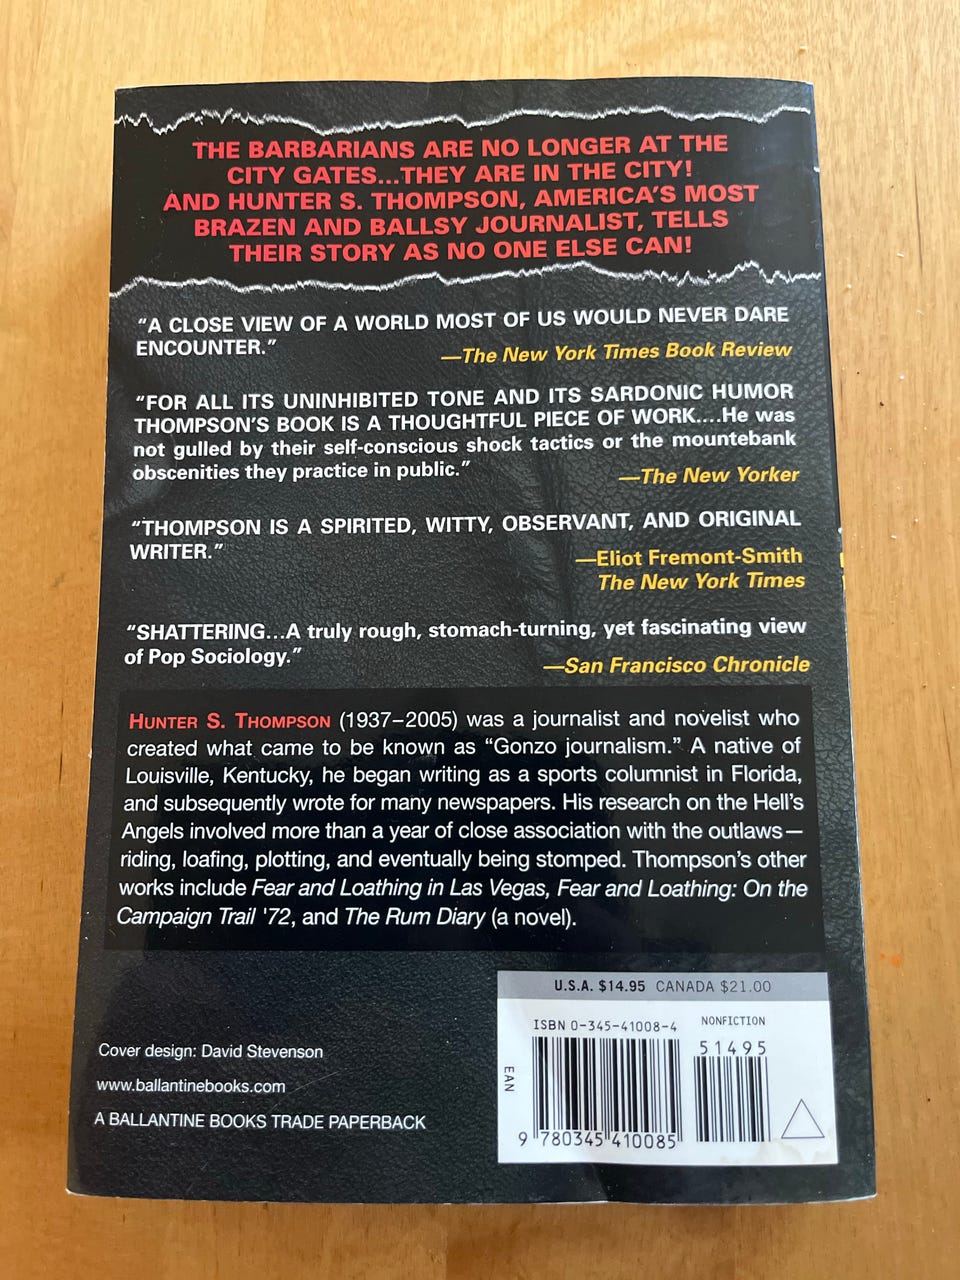 THE BARBARIANS ARE NO LONGER AT THE
CITY GATES...THEY ARE IN THE CITY!
AND HUNTER S. THOMPSON, AMERICA'S MOST
BRAZEN AND BALLSY JOURNALIST, TELLS
THEIR STORY AS NO ONE ELSE CAN!
"A CLOSE VIEW OF A WORLD MOST OF US WOULD NEVER DARE
ENCOUNTER."
—The New York Times Book Review
"FOR ALL ITS UNINHIBITED TONE AND ITS SARDONIC HUMOR
THOMPSON'S BOOK IS A THOUGHTFUL PIECE OF WORK....He was
not gulled by their self-conscious shock tactics or the mountebank
obscenities they practice in public."
—The New Yorker
"THOMPSON IS A SPIRITED, WITTY, OBSERVANT, AND ORIGINAL
WRITER."
—Eliot Fremont-Smith
The New York Times
"SHATTERING...A truly rough, stomach-turning, yet fascinating view
of Pop Sociology."
—San Francisco Chronicle
HUNTER S. THOMPSON (1937–2005) was a journalist and novelist who
created what came to be known as "Gonzo journalism." A native of
Louisville, Kentucky, he began writing as a sports columnist in Florida,
and subsequently wrote for many newspapers. His research on the Hell's
Angels involved more than a year of close association with the outlaws—
riding, loafing, plotting, and eventually being stomped. Thompson's other
works include Fear and Loathing in Las Vegas, Fear and Loathing: On the
Campaign Trail '72, and The Rum Diary (a novel).
Cover design: David Stevenson
www.ballantinebooks.com
A BALLANTINE BOOKS TRADE PAPERBACK
U.S.A. $14.95 CANADA $21.00
ISBN 0-345-41008-4
NONFICTION
51495
EAN
9 780345 410085